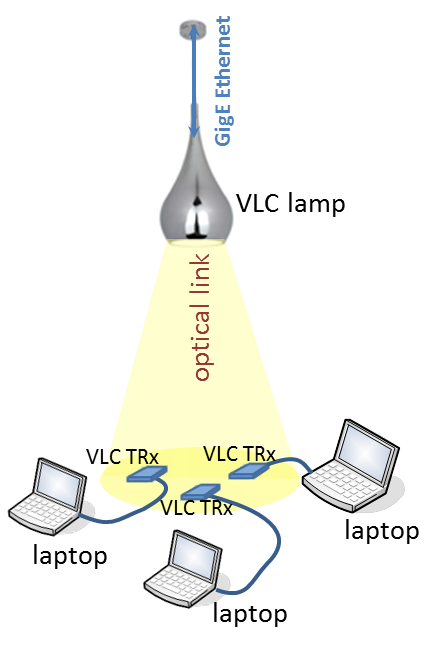 GigE Ethernet
VLC lamp
optical link
VLC TRx
VLC TRx
VLC TRx
laptop
laptop
laptop